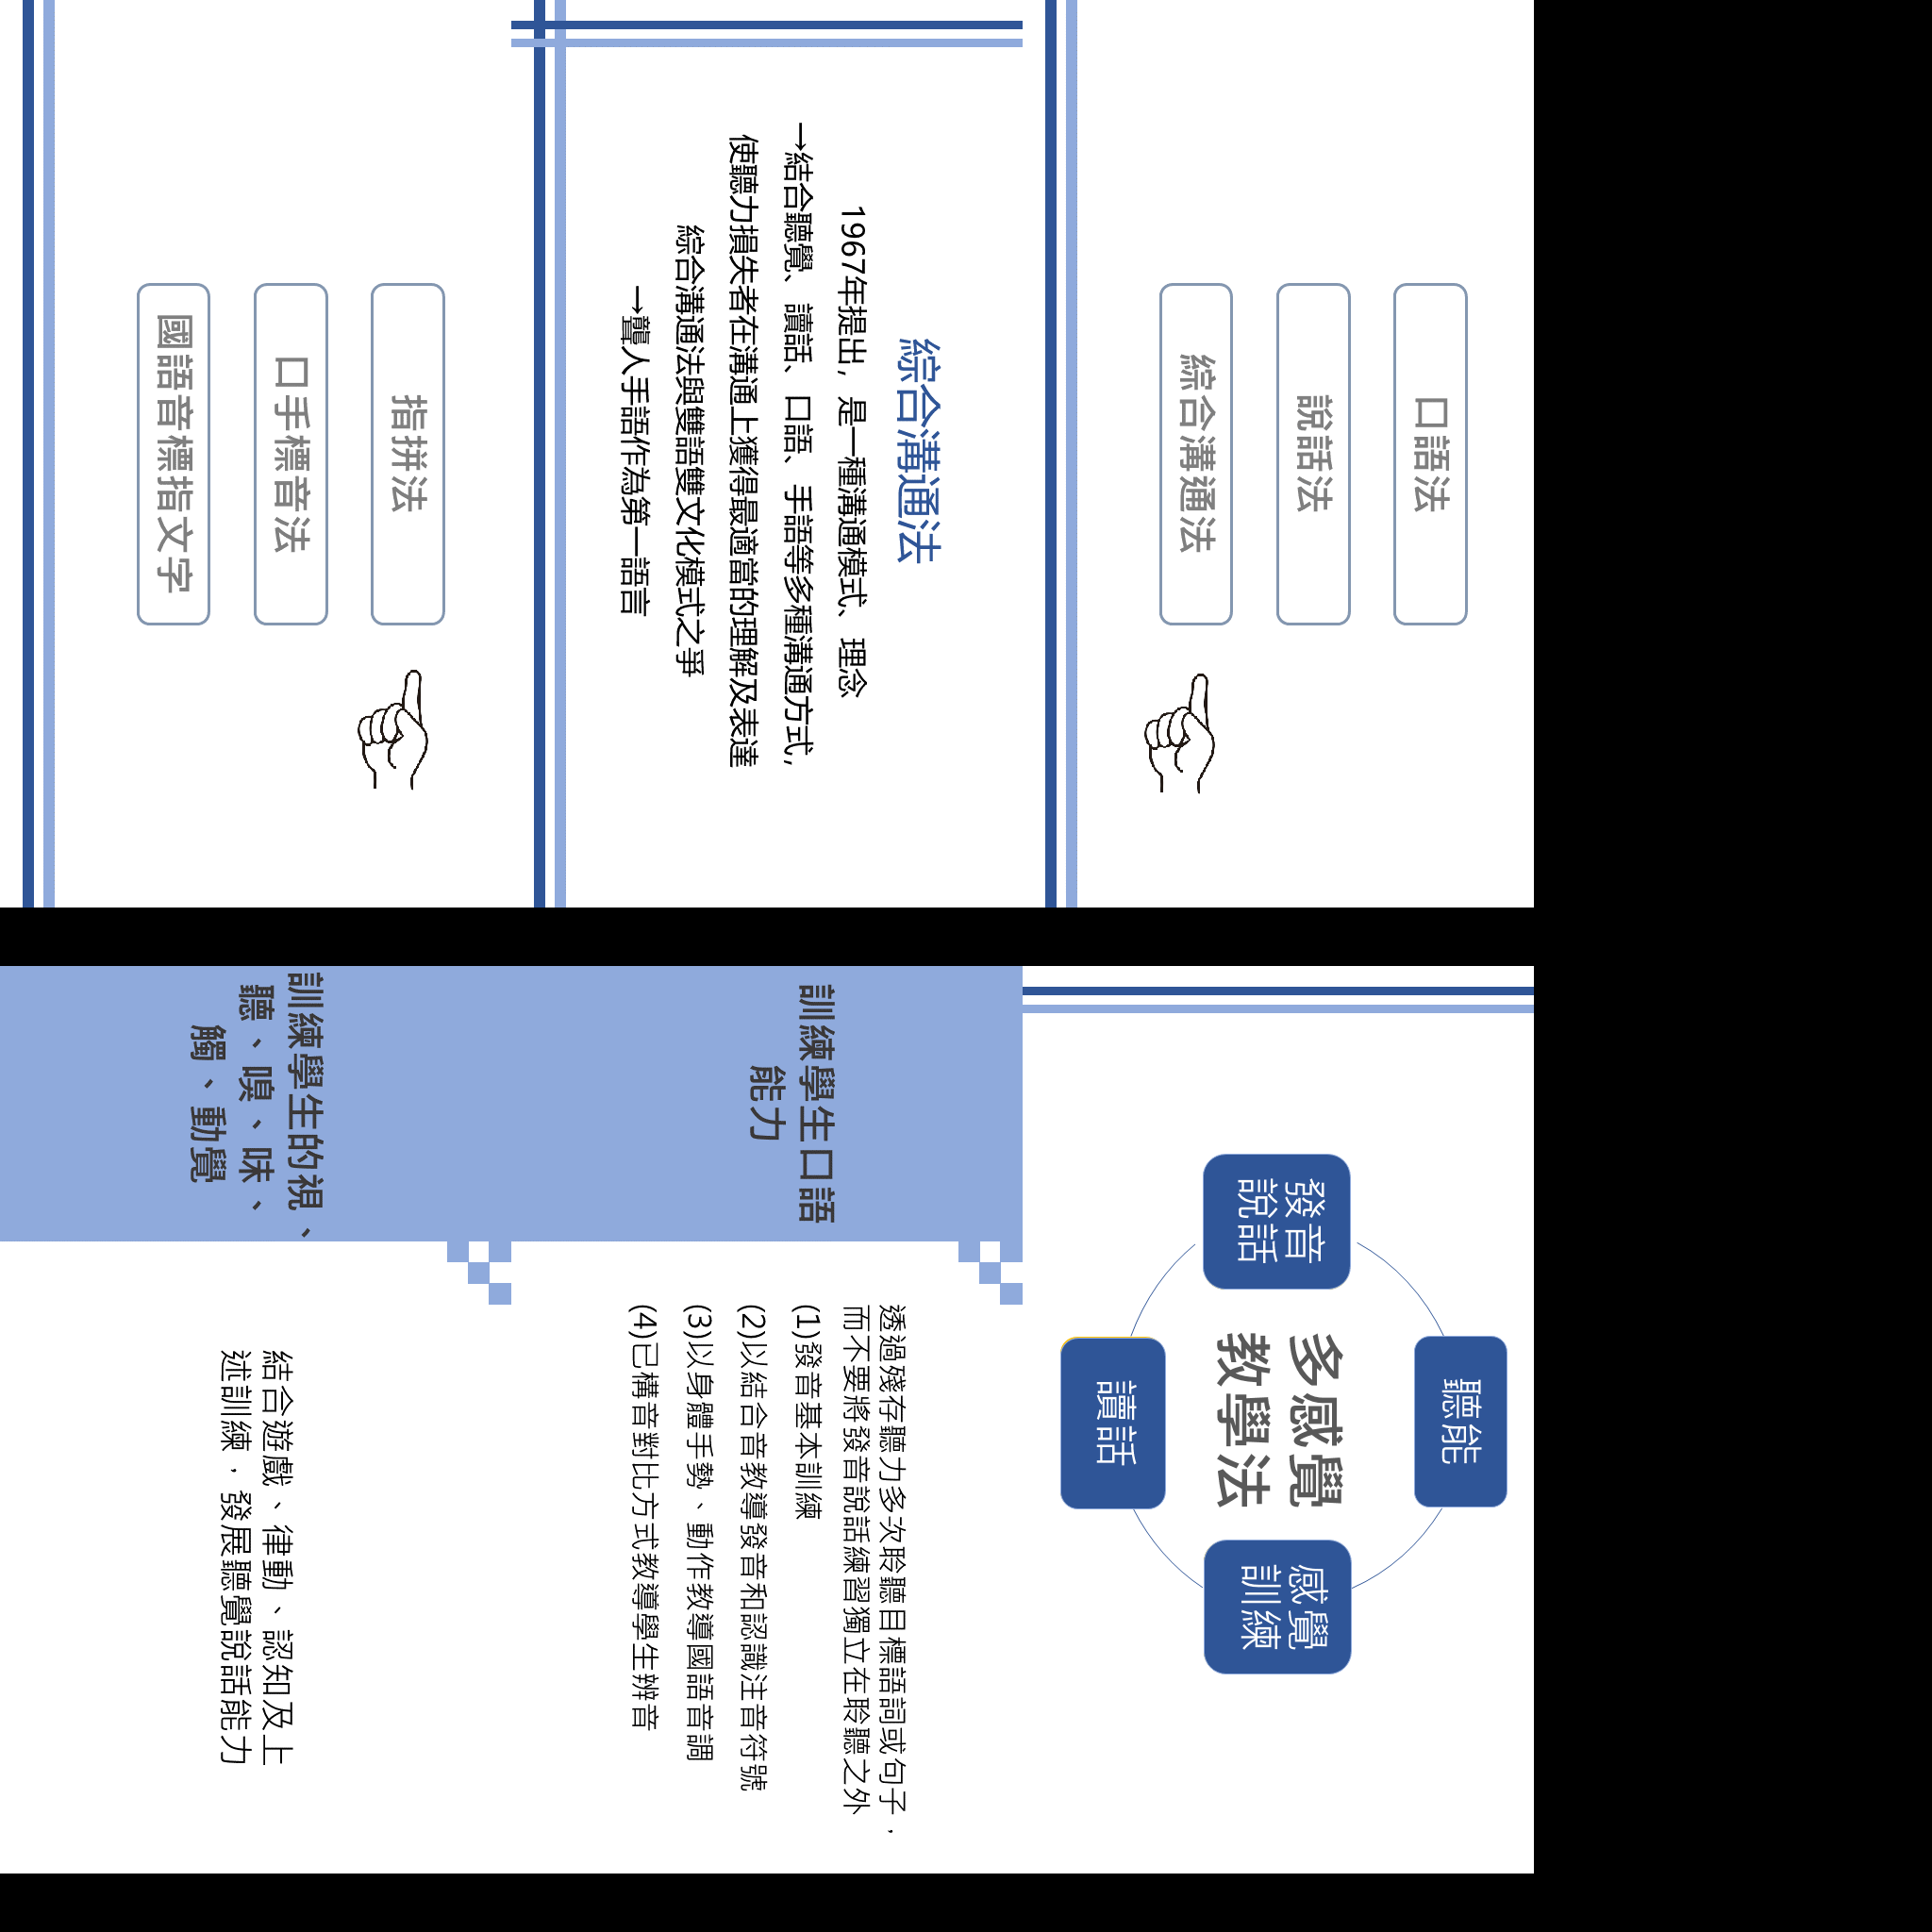 口語法
說話法
綜合溝通法
綜合溝通法
1967年提出，是一種溝通模式、理念
→結合聽覺、讀話、口語、手語等多種溝通方式，
使聽力損失者在溝通上獲得最適當的理解及表達
綜合溝通法與雙語雙文化模式之爭
→聾人手語作為第一語言
指拼法
口手標音法
國語音標指文字
聽能
發音
說話
多感覺
教學法
感覺
訓練
讀話
訓練學生口語
能力
透過殘存聽力多次聆聽目標語詞或句子，
而不要將發音說話練習獨立在聆聽之外
(1)發音基本訓練
(2)以結合音教導發音和認識注音符號
(3)以身體手勢、動作教導國語音調
(4)已構音對比方式教導學生辨音
訓練學生的視、
聽、嗅、味、
觸、動覺
結合遊戲、律動、認知及上
述訓練，發展聽覺說話能力